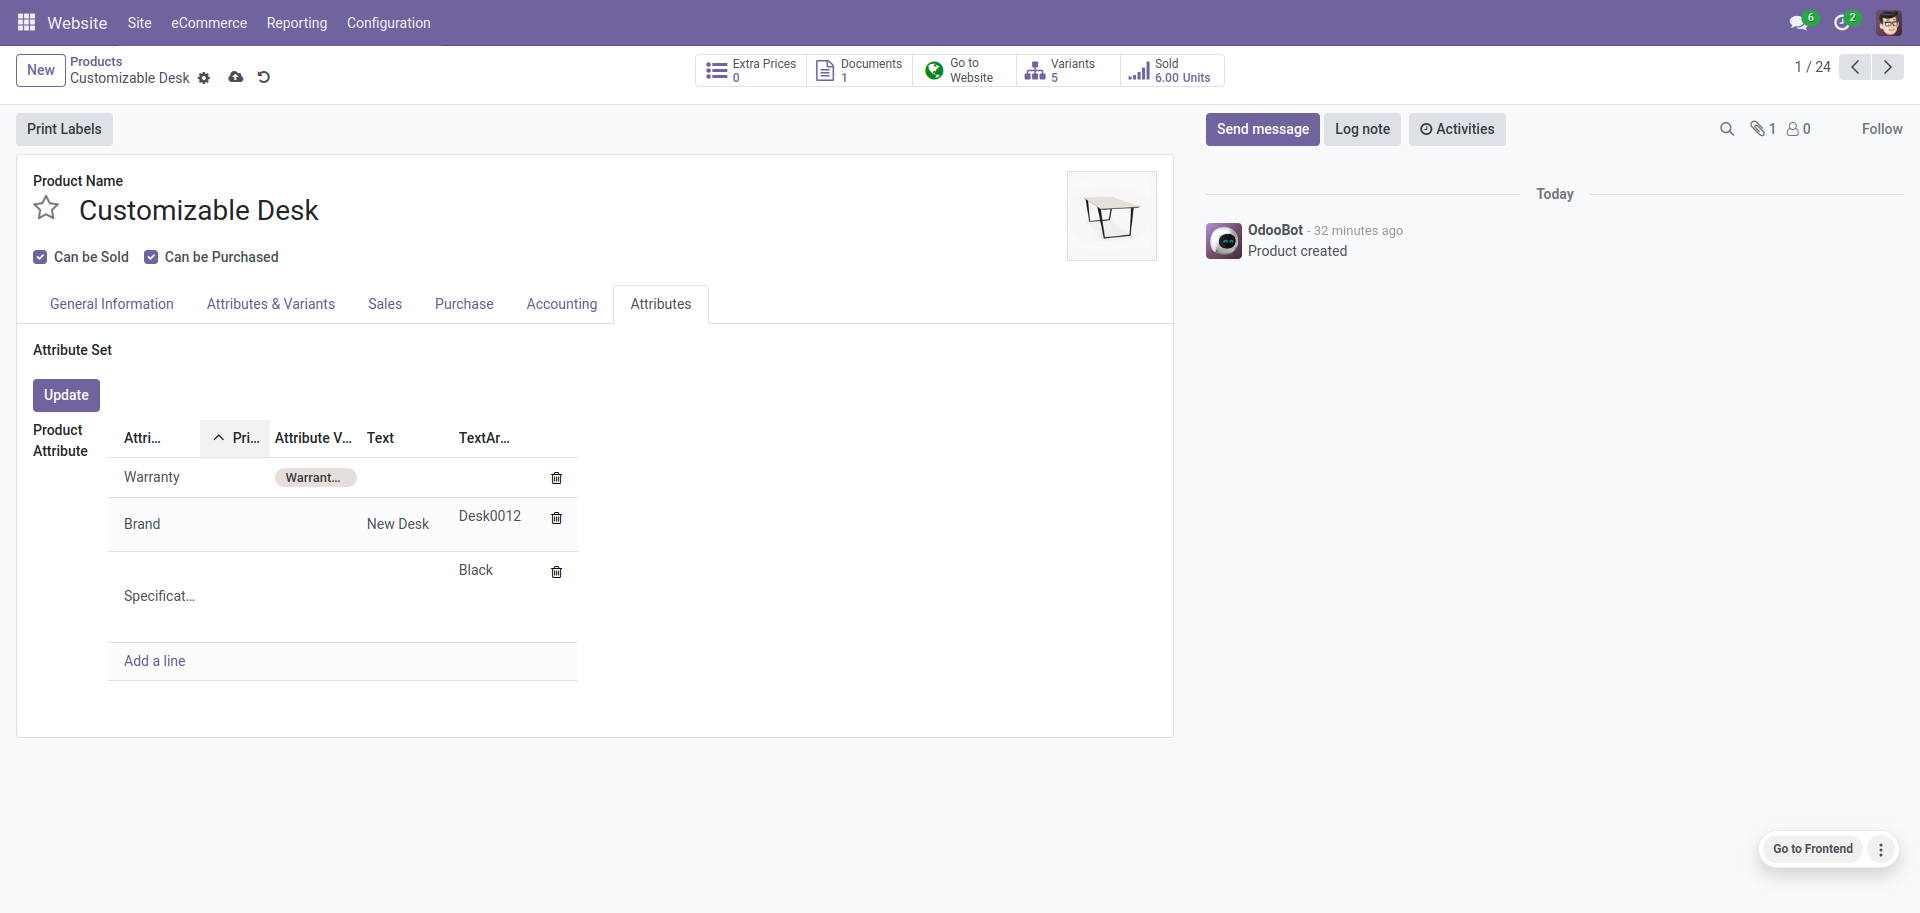 Website Site eCommerce Reporting Configuration 6 2
New Products
Customizable Desk
Extra Prices
0
Documents
1
Go to
Website
Variants
5
Sold
6.00 Units
1 / 24
Print Labels
Send message Log note Activities 1 0 Follow
Product Name
Customizable Desk
Can be Sold Can be Purchased
General Information Attributes & Variants Sales Purchase Accounting Attributes
Attribute Set
Update
Product
Attribute
Attri... Pri... Attribute V... Text TextAr...
Warranty Warrant...
Brand New Desk Desk0012
Specificat... Black
Add a line
Today
OdooBot - 32 minutes ago
Product created
Go to Frontend